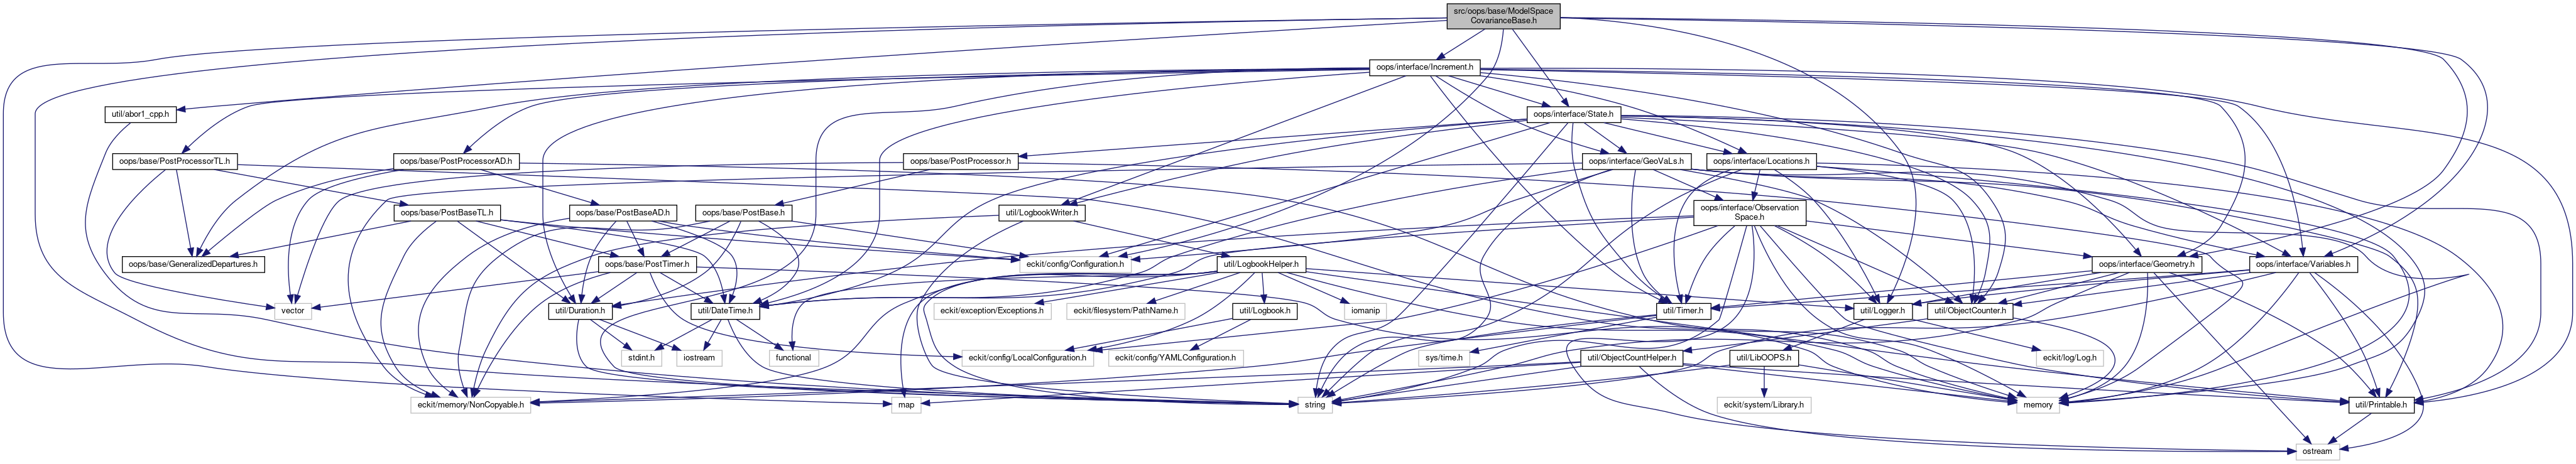 src/oops/base/ModelSpace
CovarianceBase.h
oops/interface/Increment.h
util/abor1_cpp.h
oops/interface/State.h
oops/base/PostProcessorTL.h
oops/base/PostProcessorAD.h
oops/base/PostProcessor.h
oops/interface/GeoVaLs.h
oops/interface/Locations.h
oops/base/PostBaseTL.h
oops/base/PostBaseAD.h
oops/base/PostBase.h
util/LogbookWriter.h
oops/interface/Observation
Space.h
oops/base/GeneralizedDepartures.h
oops/base/PostTimer.h
eckit/config/Configuration.h
util/LogbookHelper.h
oops/interface/Geometry.h
oops/interface/Variables.h
vector
util/Duration.h
util/DateTime.h
eckit/exception/Exceptions.h
eckit/filesystem/PathName.h
util/Logbook.h
iomanip
util/Timer.h
util/Logger.h
util/ObjectCounter.h
stdint.h
iostream
functional
eckit/config/LocalConfiguration.h
eckit/config/YAMLConfiguration.h
sys/time.h
util/ObjectCountHelper.h
util/LibOOPS.h
eckit/log/Log.h
eckit/memory/NonCopyable.h
string
map
eckit/system/Library.h
memory
util/Printable.h
ostream